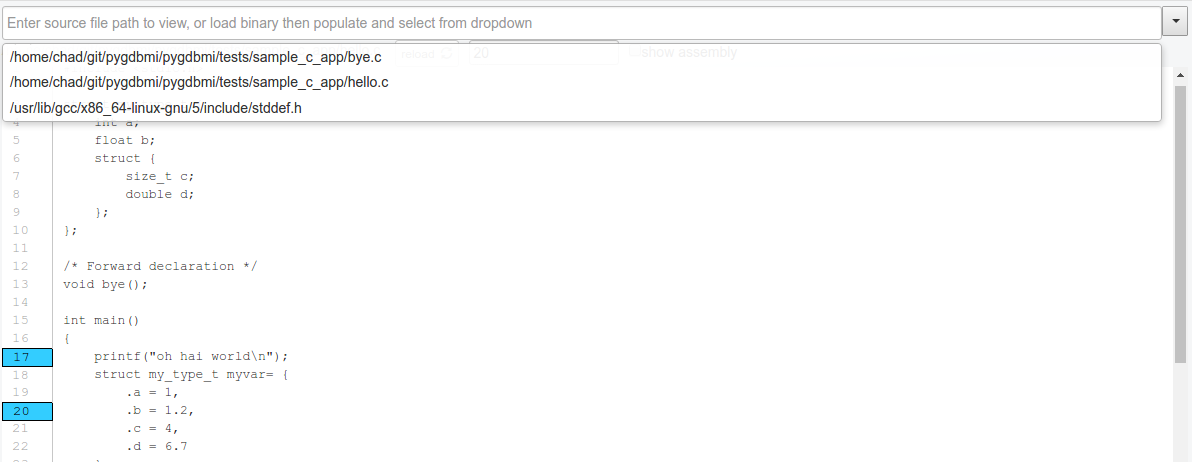 Enter source file path to view, or load binary then populate and select from dropdown
/home/chad/git/pygdbmi/pygdbmi/tests/sample_c_app/bye.c
20 show assembly
/home/chad/git/pygdbmi/pygdbmi/tests/sample_c_app/hello.c
/usr/lib/gcc/x86_64-linux-gnu/5/include/stddef.h
4 int a;
5 float b;
6 struct {
7 size_t c;
8 double d;
9 };
10 };
11
12 /* Forward declaration */
13 void bye();
14
15 int main()
16 {
17 printf("oh hai world\n");
18 struct my_type_t myvar= {
19 .a = 1,
20 .b = 1.2,
21 .c = 4,
22 .d = 6.7